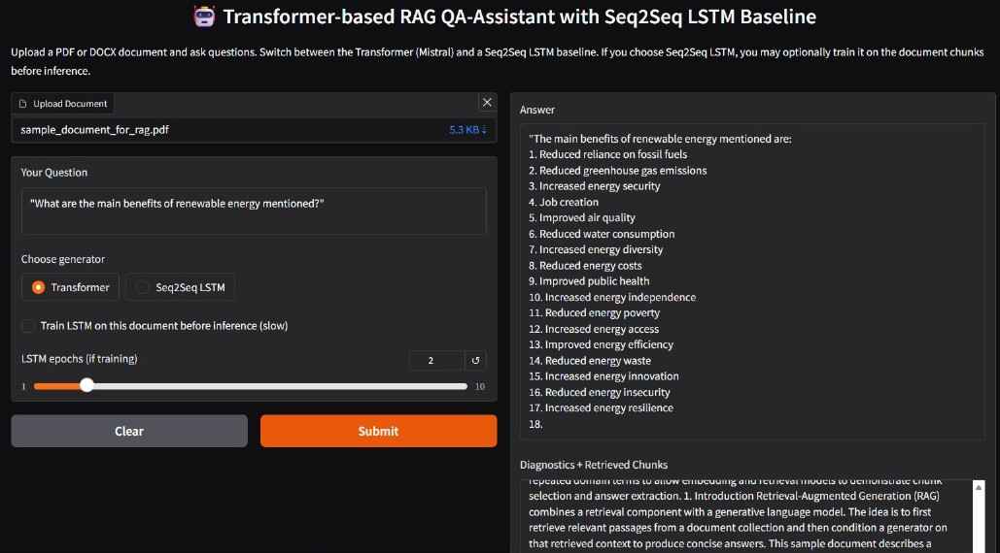 Transformer-based RAG QA-Assistant with Seq2Seq LSTM Baseline
Upload a PDF or DOCX document and ask questions. Switch between the Transformer (Mistral) and a Seq2Seq LSTM baseline. If you choose Seq2Seq LSTM, you may optionally train it on the document chunks
before inference.
Upload Document
sample_document_for_rag.pdf 5.3 KB↓
Your Question
"What are the main benefits of renewable energy mentioned?"
Choose generator
Transformer Seq2Seq LSTM
Train LSTM on this document before inference (slow)
LSTM epochs (if training) 2
1 10
Clear Submit
Answer
"The main benefits of renewable energy mentioned are:
1. Reduced reliance on fossil fuels
2. Reduced greenhouse gas emissions
3. Increased energy security
4. Job creation
5. Improved air quality
6. Reduced water consumption
7. Increased energy diversity
8. Reduced energy costs
9. Improved public health
10. Increased energy independence
11. Reduced energy poverty
12. Increased energy access
13. Improved energy efficiency
14. Reduced energy waste
15. Increased energy innovation
16. Reduced energy insecurity
17. Increased energy resilience
18.
Diagnostics + Retrieved Chunks
repeated domain terms to allow embedding and retrieval models to demonstrate chunk
selection and answer extraction. 1. Introduction Retrieval-Augmented Generation (RAG)
combines a retrieval component with a generative language model. The idea is to first
retrieve relevant passages from a document collection and then condition a generator on
that retrieved context to produce concise answers. This sample document describes a